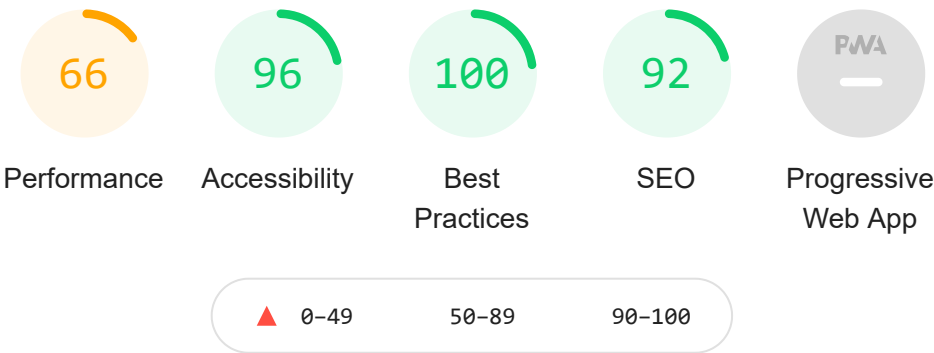 66
96
100
92
PWA
Performance
Accessibility
Best
Practices
SEO
Progressive
Web App
0–49
50–89
90–100